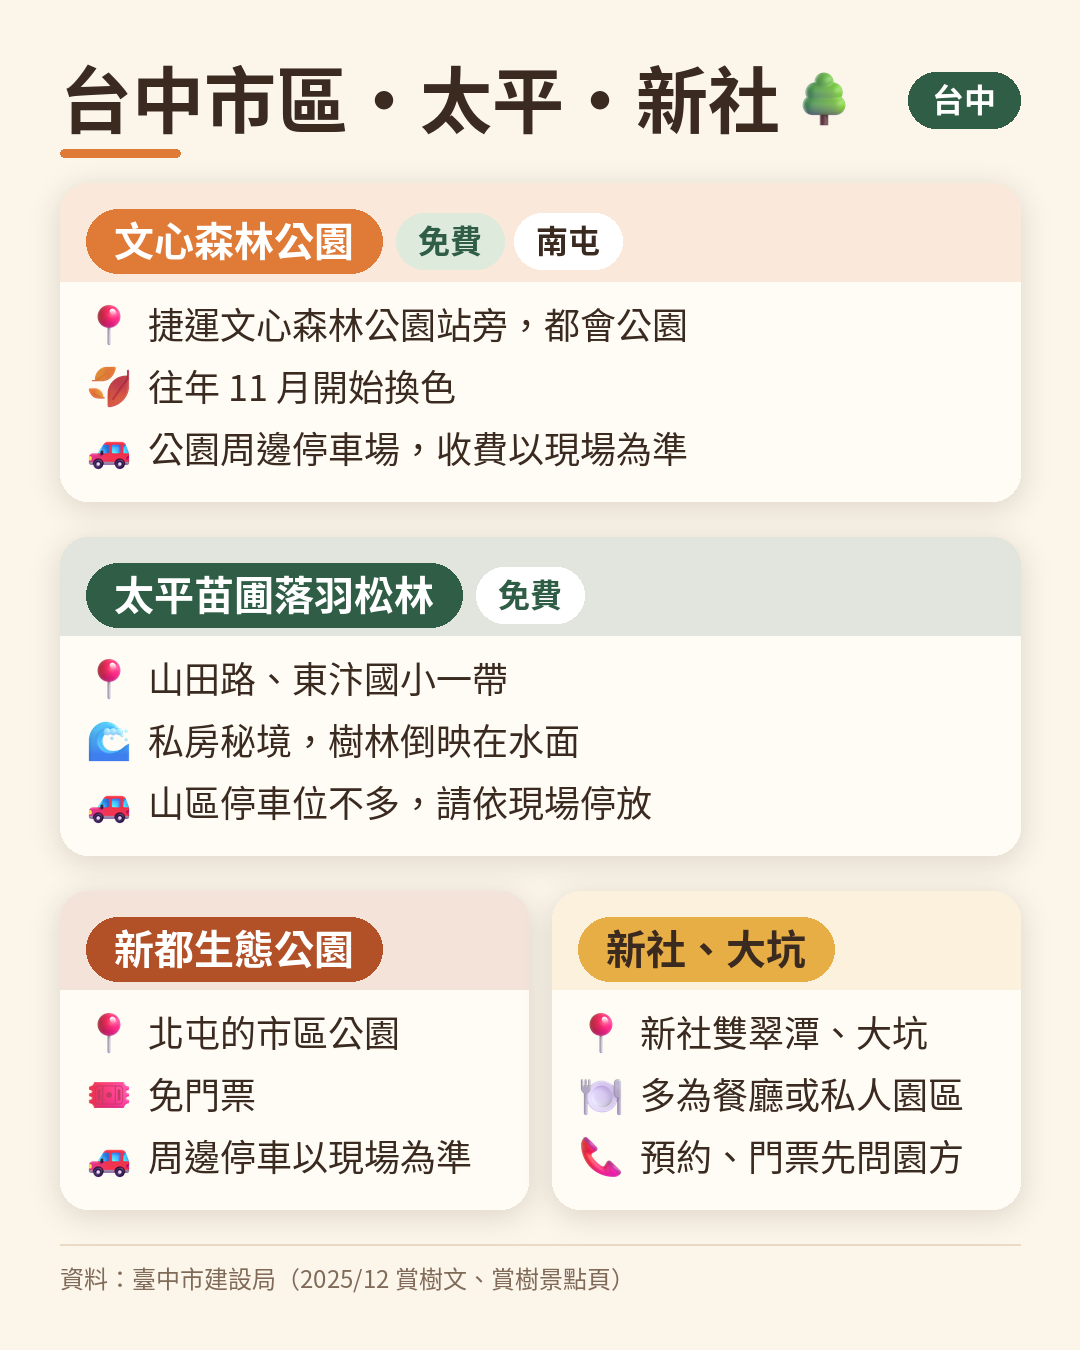 台中市區・太平・新社
台中
文心森林公園
免費
南屯
捷運文心森林公園站旁，都會公園
往年 11 月開始換色
公園周邊停車場，收費以現場為準
太平苗圃落羽松林
免費
山田路、東汴國小一帶
私房秘境，樹林倒映在水面
山區停車位不多，請依現場停放
新都生態公園
北屯的市區公園
免門票
周邊停車以現場為準
新社、大坑
新社雙翠潭、大坑
多為餐廳或私人園區
預約、門票先問園方
資料：臺中市建設局（2025/12 賞樹文、賞樹景點頁）